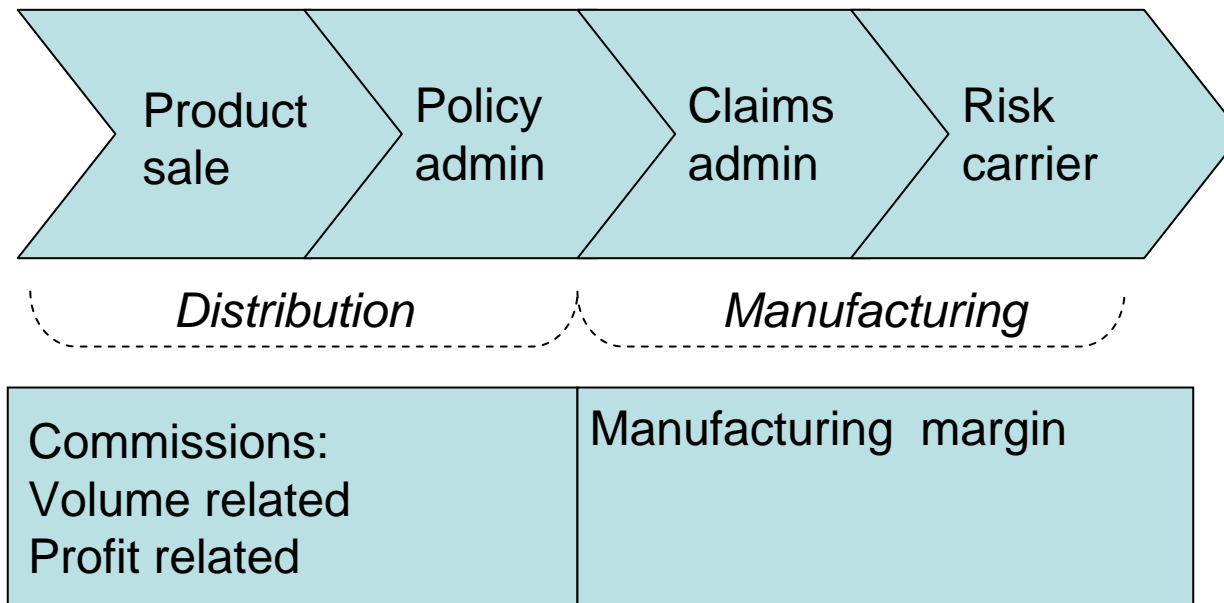 Product
sale
Policy
admin
Claims
admin
Risk
carrier
Distribution
Manufacturing
Commissions:
Volume related
Profit related
Manufacturing margin